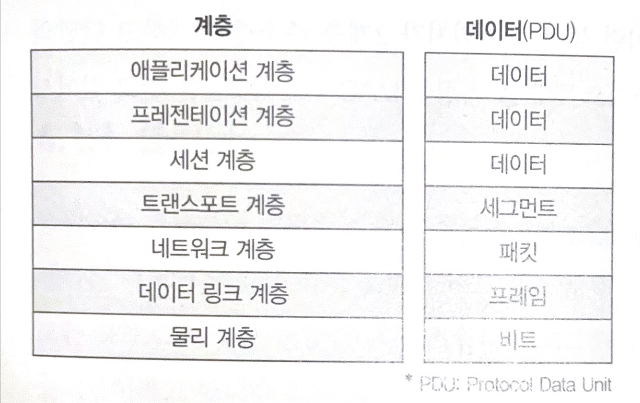 계층 데이터(PDU)
애플리케이션 계층 데이터
프레젠테이션 계층 데이터
세션 계층 데이터
트랜스포트 계층 세그먼트
네트워크 계층 패킷
데이터 링크 계층 프레임
물리 계층 비트
* PDU: Protocol Data Unit